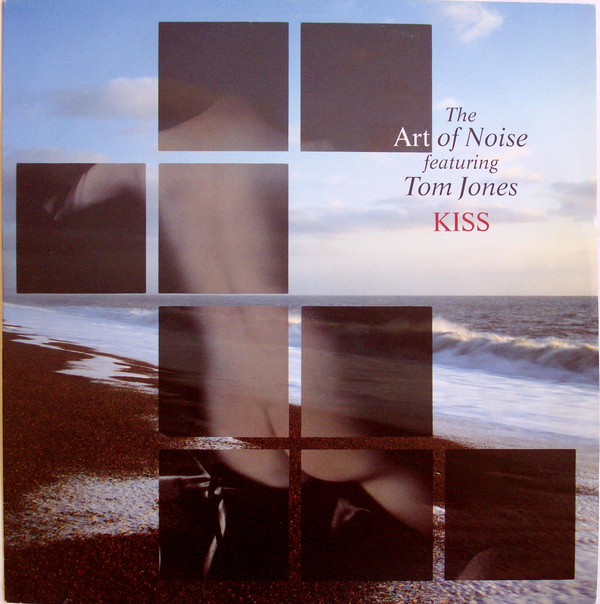 The
Art of Noise
featuring
Tom Jones
KISS